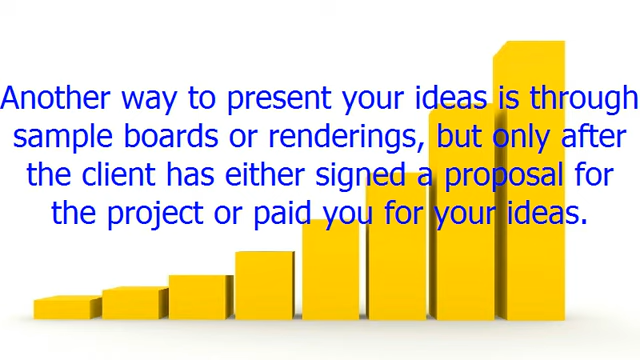 Another way to present your ideas is through
sample boards or renderings, but only after
the client has either signed a proposal for
the project or paid you for your ideas.